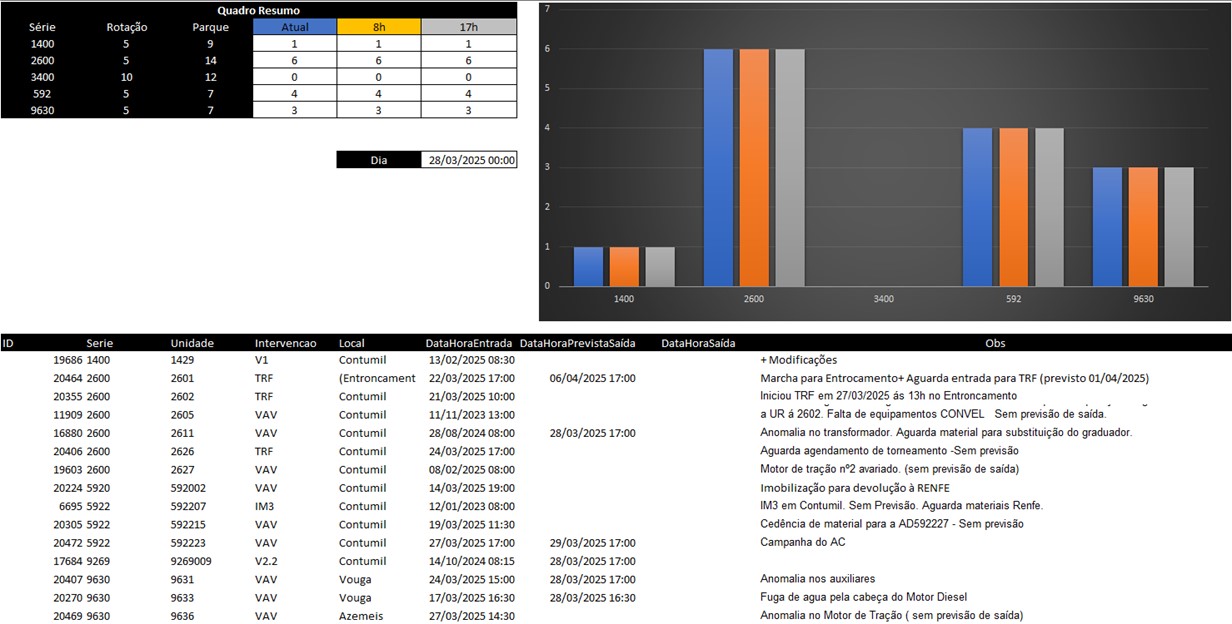 Quadro Resumo
Série Rotação Parque Atual 8h 17h
1400 5 9 1 1 1
2600 5 14 6 6 6
3400 10 12 0 0 0
592 5 7 4 4 4
9630 5 7 3 3 3
Dia 28/03/2025 00:00
7
6
5
4
3
2
1
0
1400 2600 3400 592 9630
ID Serie Unidade Intervencao Local DataHoraEntrada DataHoraPrevistaSaída DataHoraSaída Obs
19686 1400 1429 V1 Contumil 13/02/2025 08:30 + Modificações
20464 2600 2601 TRF (Entroncament 22/03/2025 17:00 06/04/2025 17:00 Marcha para Entrocamento+ Aguarda entrada para TRF (previsto 01/04/2025)
20355 2600 2602 TRF Contumil 21/03/2025 10:00 Iniciou TRF em 27/03/2025 ás 13h no Entroncamento
11909 2600 2605 VAV Contumil 11/11/2023 13:00 a UR á 2602. Falta de equipamentos CONVEL Sem previsão de saída.
16880 2600 2611 VAV Contumil 28/08/2024 08:00 28/03/2025 17:00 Anomalia no transformador. Aguarda material para substituição do graduador.
20406 2600 2626 TRF Contumil 24/03/2025 17:00 Aguarda agendamento de torneamento -Sem previsão
19603 2600 2627 VAV Contumil 08/02/2025 08:00 Motor de tração nº2 avariado. (sem previsão de saída)
20224 5920 592002 VAV Contumil 14/03/2025 19:00 Imobilização para devolução à RENFE
6695 5922 592207 IM3 Contumil 12/01/2023 08:00 IM3 em Contumil. Sem Previsão. Aguarda materiais Renfe.
20305 5922 592215 VAV Contumil 19/03/2025 11:30 Cedência de material para a AD592227 - Sem previsão
20472 5922 592223 VAV Contumil 27/03/2025 17:00 29/03/2025 17:00 Campanha do AC
17684 9269 9269009 V2.2 Contumil 14/10/2024 08:15 28/03/2025 17:00
20407 9630 9631 VAV Vouga 24/03/2025 15:00 28/03/2025 17:00 Anomalia nos auxiliares
20270 9630 9633 VAV Vouga 17/03/2025 16:30 28/03/2025 16:30 Fuga de agua pela cabeça do Motor Diesel
20469 9630 9636 VAV Azemeis 27/03/2025 14:30 Anomalia no Motor de Tração ( sem previsão de saída)